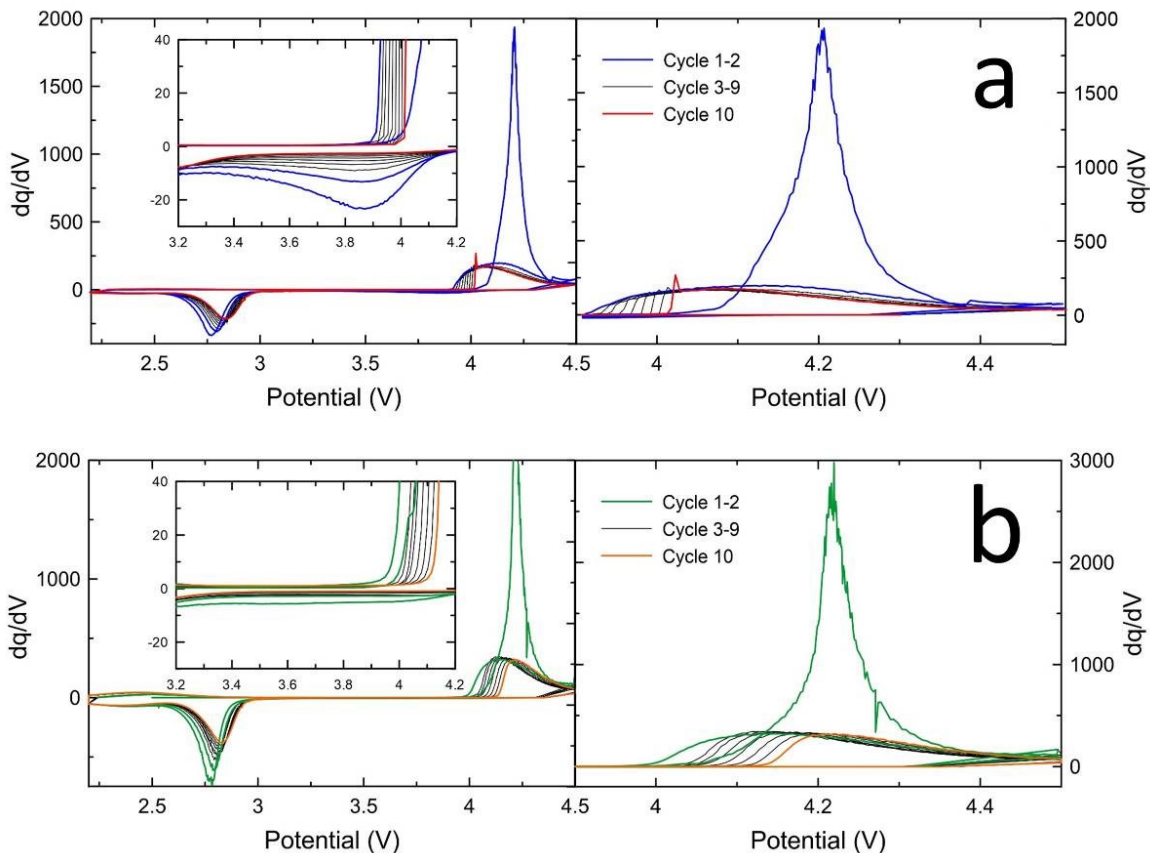 2000
1500
1000
500
0
dq/dV
40
20
0
-20
3.2 3.4 3.6 3.8 4 4.2
2.5 3 3.5 4 4.5
Potential (V)
Cycle 1-2
Cycle 3-9
Cycle 10
a
2000
1500
1000
500
0
dq/dV
4 4.2 4.4
Potential (V)
2000
1000
0
dq/dV
40
20
0
-20
3.2 3.4 3.6 3.8 4 4.2
2.5 3 3.5 4 4.5
Potential (V)
Cycle 1-2
Cycle 3-9
Cycle 10
b
3000
2000
1000
0
dq/dV
4 4.2 4.4
Potential (V)